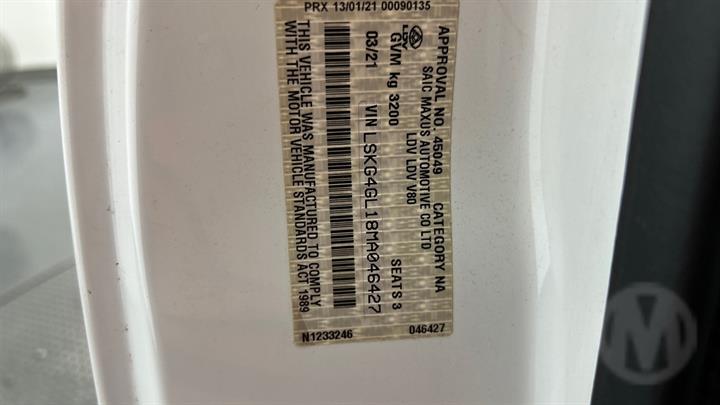 APPROVAL NO. 45049 CATEGORY NA
SAIC MAXUS AUTOMOTIVE CO LTD
LDV LDV V80
LDV
GVM kg 3200 SEATS 3
03/21 VIN LSKG4GL18MA046427
THIS VEHICLE WAS MANUFACTURED TO COMPLY
WITH THE MOTOR VEHICLE STANDARDS ACT 1989
PRX 13/01/21 00090135
N1233246 046427
M